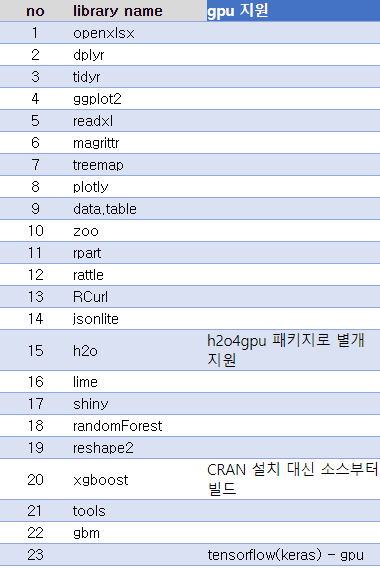 no library name gpu 지원
1 openxlsx
2 dplyr
3 tidyr
4 ggplot2
5 readxl
6 magrittr
7 treemap
8 plotly
9 data.table
10 zoo
11 rpart
12 rattle
13 RCurl
14 jsonlite
15 h2o h2o4gpu 패키지로 별개
지원
16 lime
17 shiny
18 randomForest
19 reshape2
20 xgboost CRAN 설치 대신 소스부터
빌드
21 tools
22 gbm
23 tensorflow(keras) - gpu